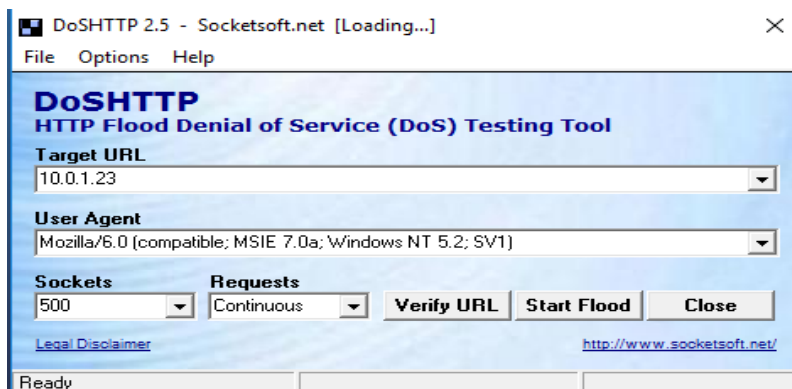 DoSHTTP 2.5 - Socketsoft.net [Loading...]
File Options Help
DoSHTTP
HTTP Flood Denial of Service (DoS) Testing Tool
Target URL
10.0.1.23
User Agent
Mozilla/6.0 (compatible; MSIE 7.0a; Windows NT 5.2; SV1)
Sockets Requests
500 Continuous Verify URL Start Flood Close
Legal Disclaimer http://www.socketsoft.net/
Ready